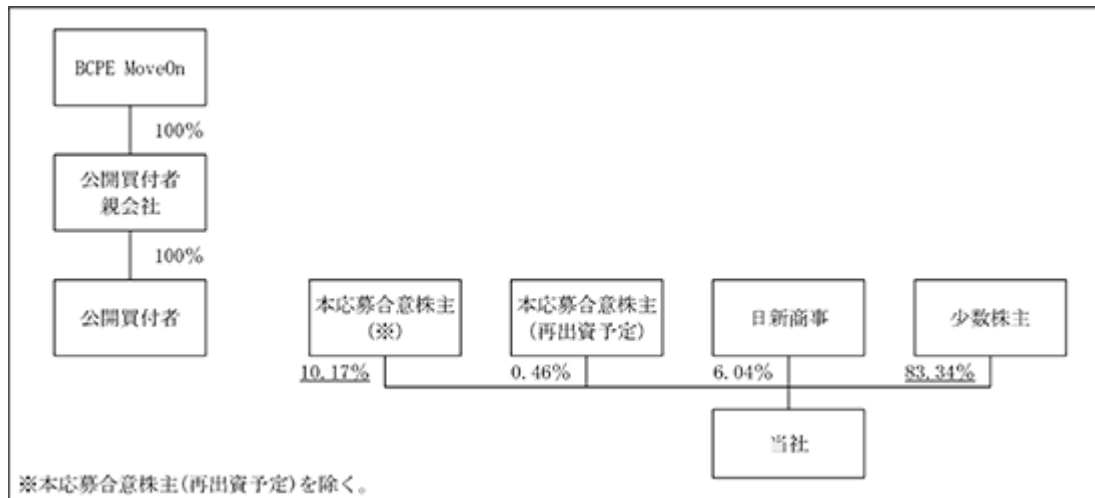 BCPE MoveOn
100%
公開買付者
親会社
100%
公開買付者
本応募合意株主
(※)
本応募合意株主
(再出資予定)
日新商事
少数株主
10.17%
0.46%
6.04%
83.34%
当社
※本応募合意株主(再出資予定)を除く。